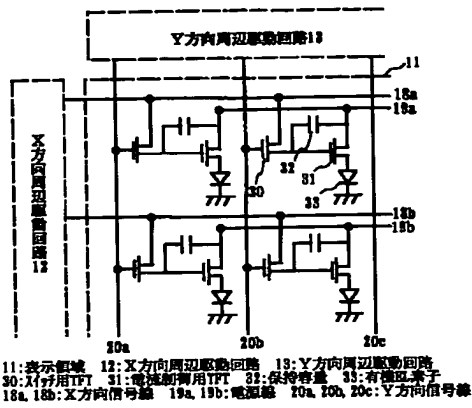 Y方向周辺駆動回路13
11
18a
19a
X方向周辺駆動回路12
30
32
31
33
18b
19b
20a
20b
20c
11:表示領域 12:X方向周辺駆動回路 13:Y方向周辺駆動回路
30:スイッチ用TFT 31:電流制御用TFT 32:保持容量 33:有機EL素子
18a, 18b:X方向信号線 19a, 19b:電源線 20a, 20b, 20c:Y方向信号線